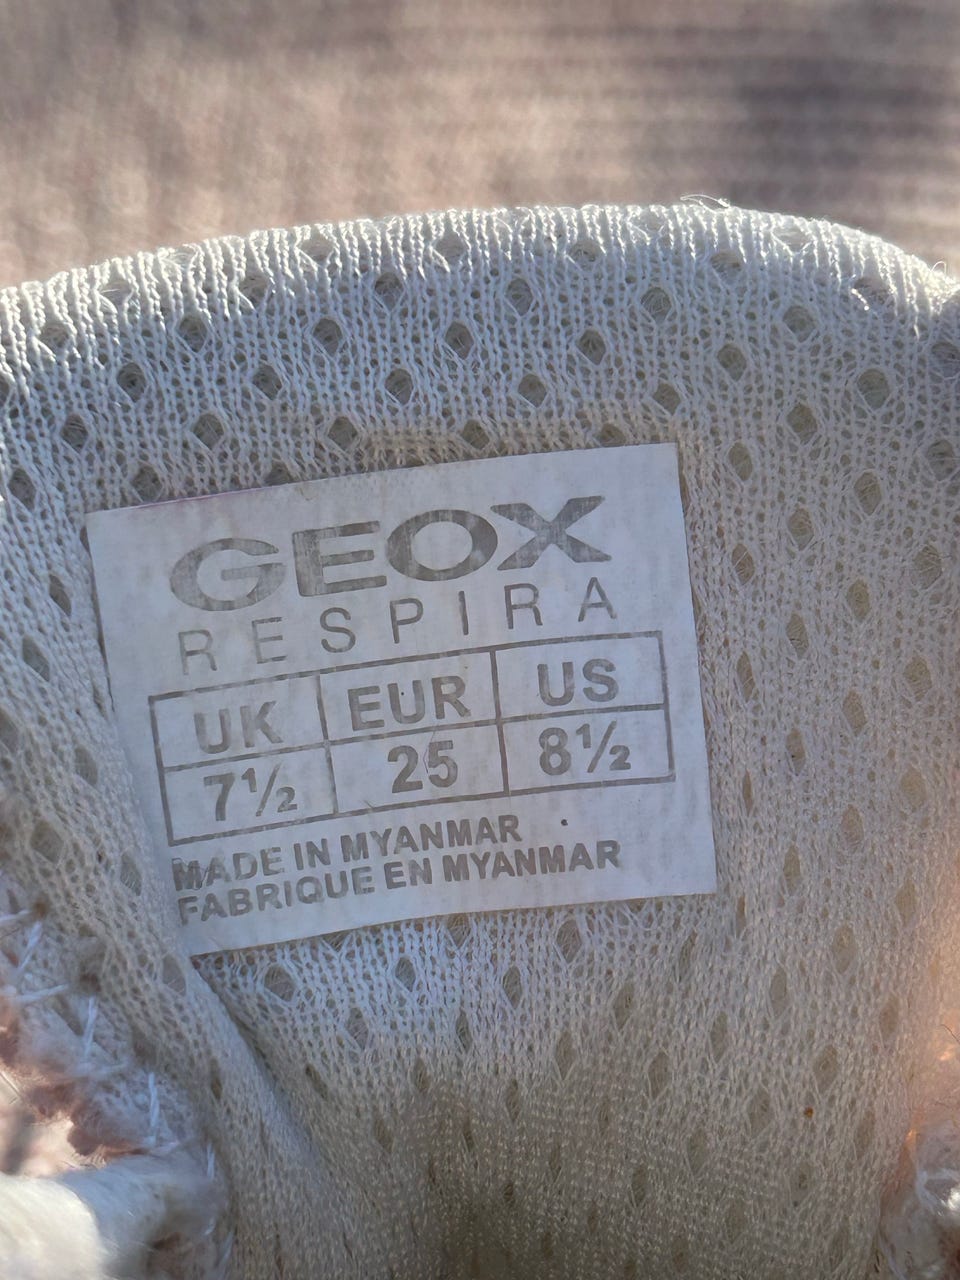 GEOX
RESPIRA
UK EUR US
7½ 25 8½
MADE IN MYANMAR
FABRIQUE EN MYANMAR